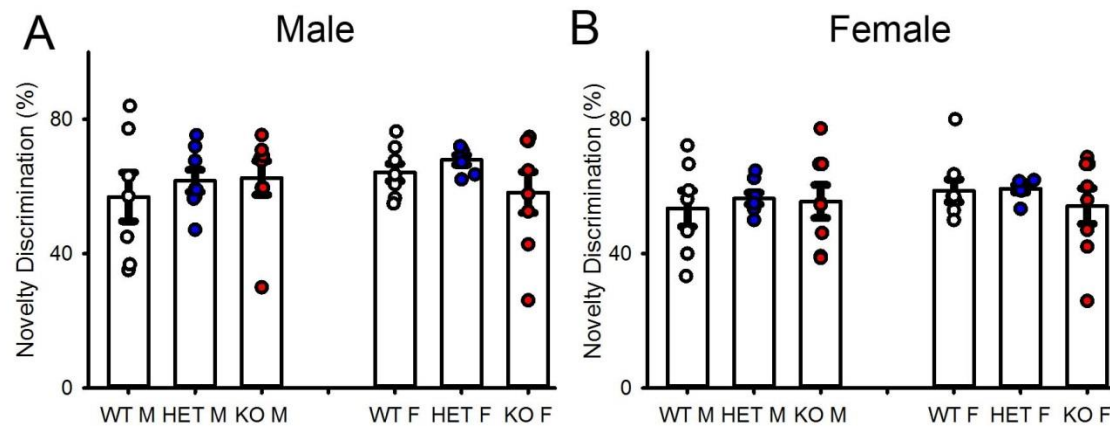 A Male
Novelty Discrimination (%)
80
40
0
WT M HET M KO M WT F HET F KO F
B Female
Novelty Discrimination (%)
80
40
0
WT M HET M KO M WT F HET F KO F